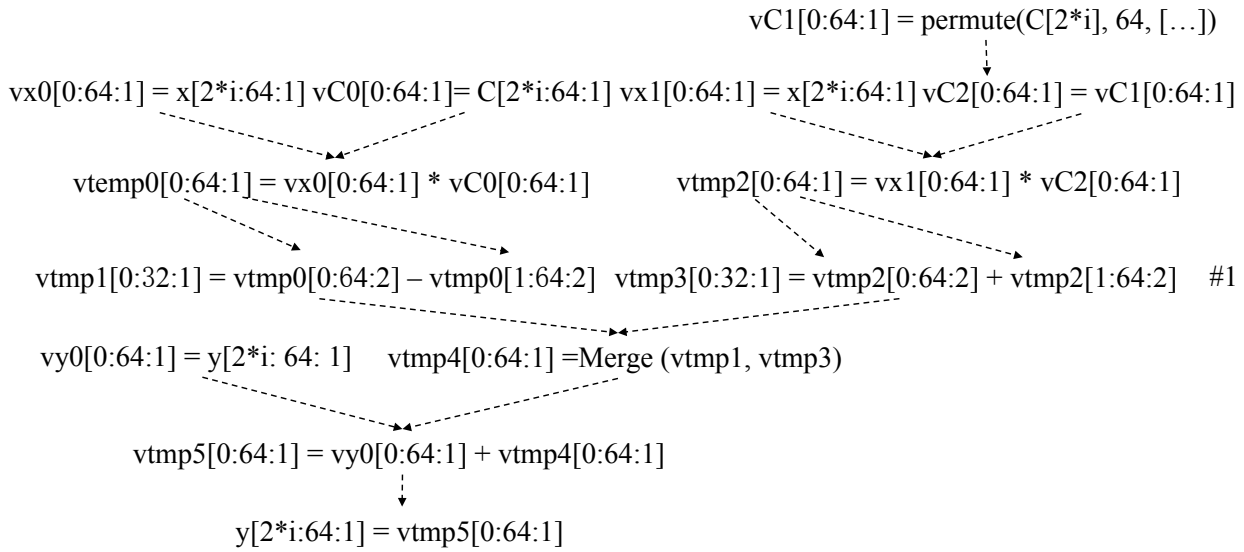 vC1[0:64:1] = permute(C[2*i], 64, […])
vx0[0:64:1] = x[2*i:64:1] vC0[0:64:1]= C[2*i:64:1] vx1[0:64:1] = x[2*i:64:1] vC2[0:64:1] = vC1[0:64:1]
vtemp0[0:64:1] = vx0[0:64:1] * vC0[0:64:1] vtmp2[0:64:1] = vx1[0:64:1] * vC2[0:64:1]
vtmp1[0:32:1] = vtmp0[0:64:2] – vtmp0[1:64:2] vtmp3[0:32:1] = vtmp2[0:64:2] + vtmp2[1:64:2] #1
vy0[0:64:1] = y[2*i: 64: 1] vtmp4[0:64:1] =Merge (vtmp1, vtmp3)
vtmp5[0:64:1] = vy0[0:64:1] + vtmp4[0:64:1]
y[2*i:64:1] = vtmp5[0:64:1]